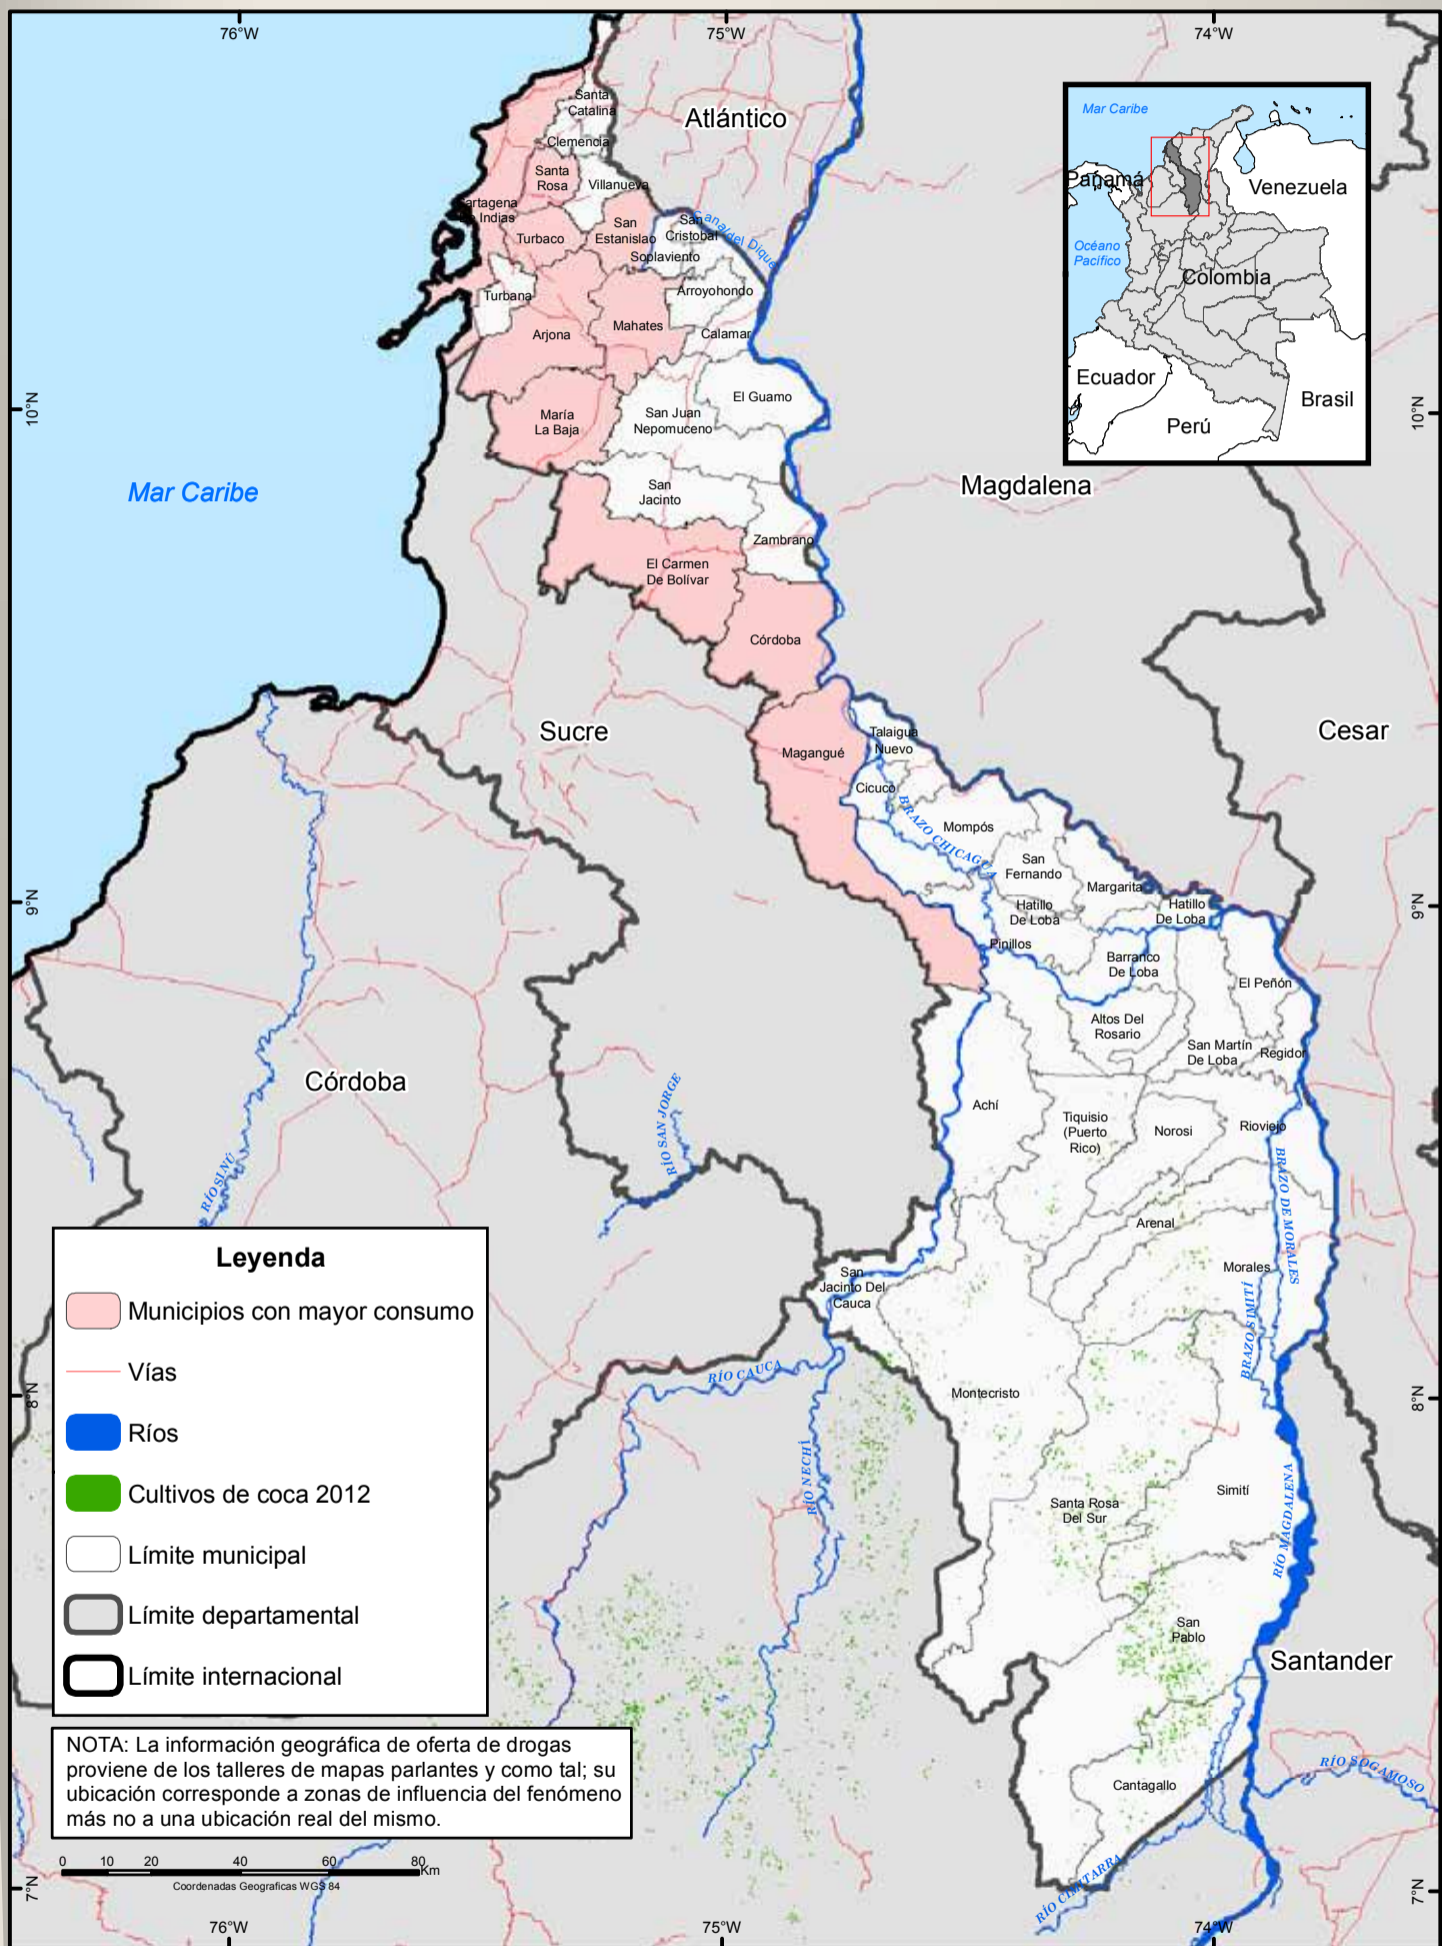 76°W
75°W
74°W
Santa
Catalina
Clemencia
Atlántico
Santa
Rosa
Villanueva
Cartagena
De Indias
San
Estanislao
San
Cristobal
Canal del Dique
Turbaco
Soplaviento
Turbana
Arroyohondo
Mahates
Arjona
Calamar
El Guamo
María
La Baja
San Juan
Nepomuceno
10°N
10°N
Mar Caribe
San
Jacinto
Magdalena
Zambrano
El Carmen
De Bolívar
Córdoba
Mar Caribe
Panamá
Venezuela
Océano
Pacífico
Colombia
Ecuador
Perú
Brasil
Sucre
Cesar
Magangué
Talaigua
Nuevo
Cicuco
BRAZO CHICAGUA
Mompós
San
Fernando
Margarita
Hatillo
De Loba
Hatillo
De Loba
9°N
9°N
Pinillos
Barranco
De Loba
El Peñón
Altos Del
Rosario
San Martín
De Loba
Regidor
Córdoba
RÍO SAN JORGE
Achí
Tiquisio
(Puerto
Rico)
Norosi
Rioviejo
RÍO SINÚ
BRAZO DE MORALES
Arenal
Morales
San
Jacinto Del
Cauca
BRAZO SIMITÍ
RÍO CAUCA
Montecristo
8°N
8°N
RÍO NECHÍ
Santa Rosa
Del Sur
Simití
RÍO MAGDALENA
San
Pablo
Santander
Cantagallo
RÍO SOGAMOSO
RÍO CIMITARRA
Leyenda
Municipios con mayor consumo
Vías
Ríos
Cultivos de coca 2012
Límite municipal
Límite departamental
Límite internacional
NOTA: La información geográfica de oferta de drogas
proviene de los talleres de mapas parlantes y como tal; su
ubicación corresponde a zonas de influencia del fenómeno
más no a una ubicación real del mismo.
0 10 20 40 60 80 Km
Coordenadas Geograficas WGS 84
7°N
7°N
76°W
75°W
74°W